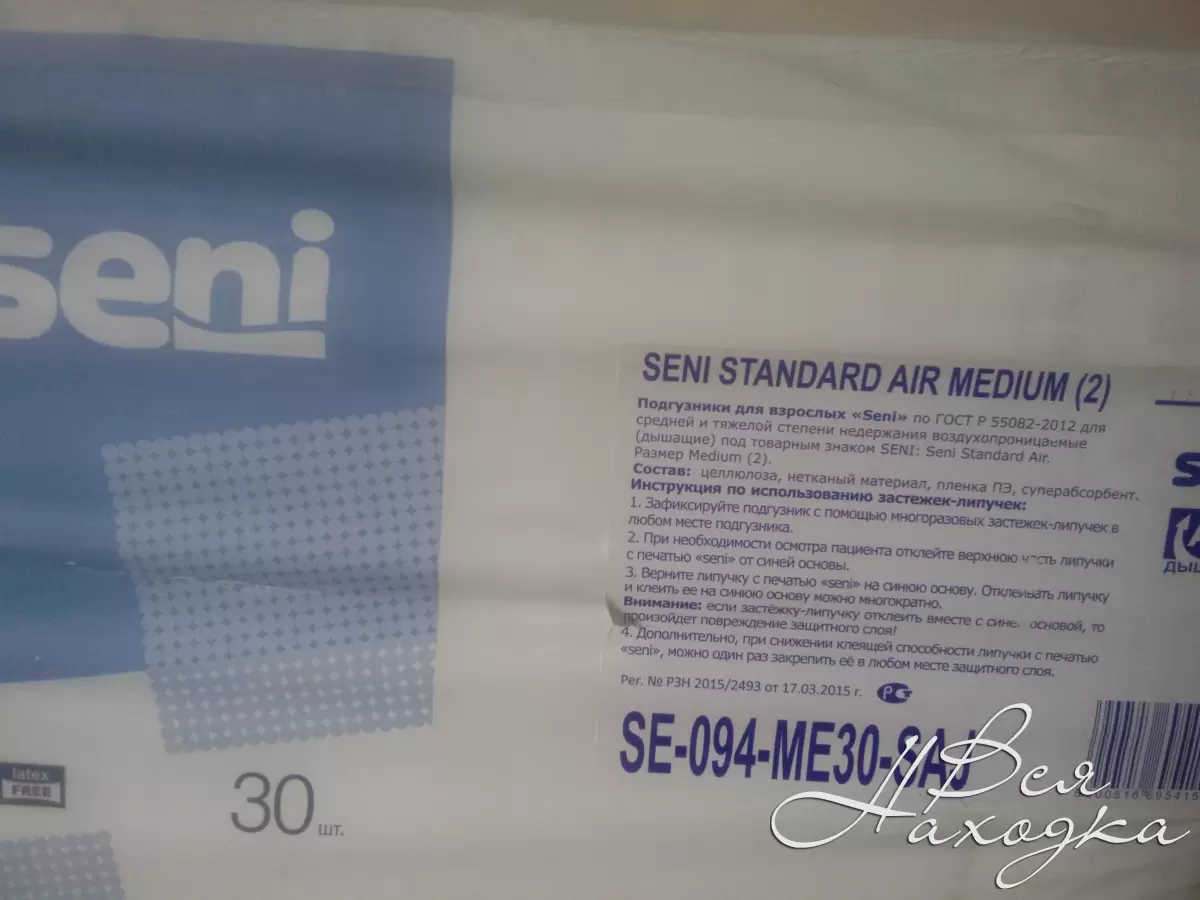 seni
SENI STANDARD AIR MEDIUM (2)
Подгузники для взрослых «Seni» по ГОСТ Р 55082-2012 для
средней и тяжелой степени недержания воздухопроницаемые
(дышащие) под товарным знаком SENI: Seni Standard Air.
Размер Medium (2).
Состав: целлюлоза, нетканый материал, пленка ПЭ, суперабсорбент.
Инструкция по использованию застежек-липучек:
1. Зафиксируйте подгузник с помощью многоразовых застежек-липучек в
любом месте подгузника.
2. При необходимости осмотра пациента отклейте верхнюю часть липучки
с печатью «seni» от синей основы.
3. Верните липучку с печатью «seni» на синюю основу. Отклеивать липучку
и клеить ее на синюю основу можно многократно.
Внимание: если застёжку-липучку отклеить вместе с синей основой, то
произойдет повреждение защитного слоя!
4. Дополнительно, при снижении клеящей способности липучки с печатью
«seni», можно один раз закрепить её в любом месте защитного слоя.
Рег. № РЗН 2015/2493 от 17.03.2015 г.
SE-094-ME30-SAJ
latex
FREE
30 шт.
Вся
Находка